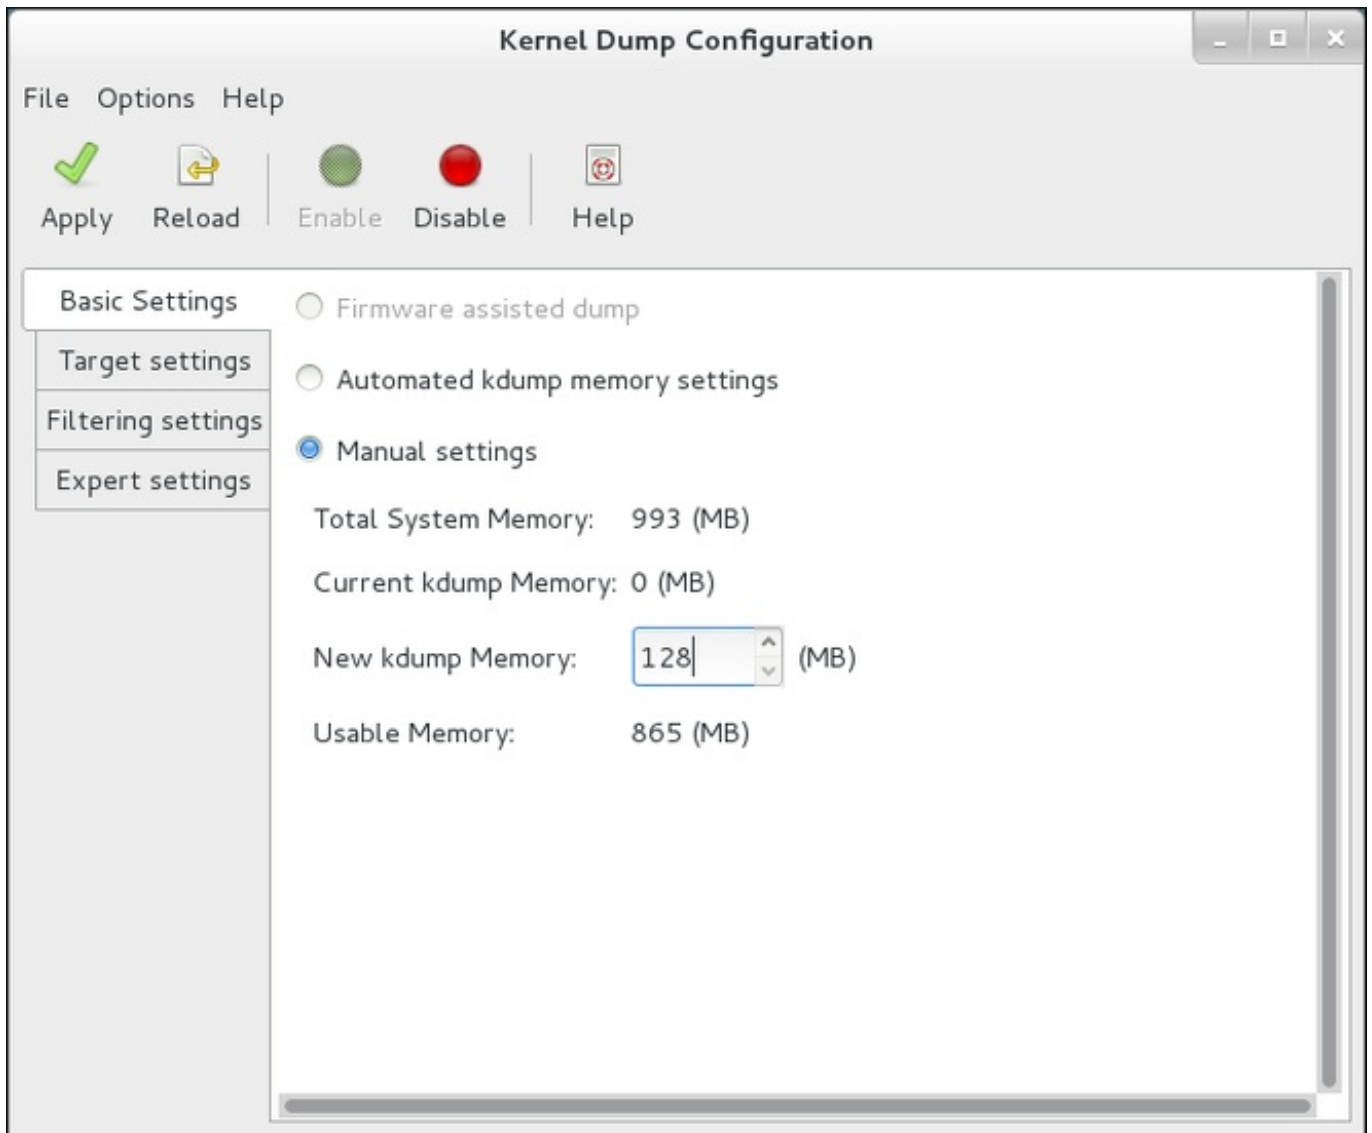 Kernel Dump Configuration
File Options Help
Apply Reload Enable Disable Help
Basic Settings
Target settings
Filtering settings
Expert settings
Firmware assisted dump
Automated kdump memory settings
Manual settings
Total System Memory: 993 (MB)
Current kdump Memory: 0 (MB)
New kdump Memory: 128 (MB)
Usable Memory: 865 (MB)